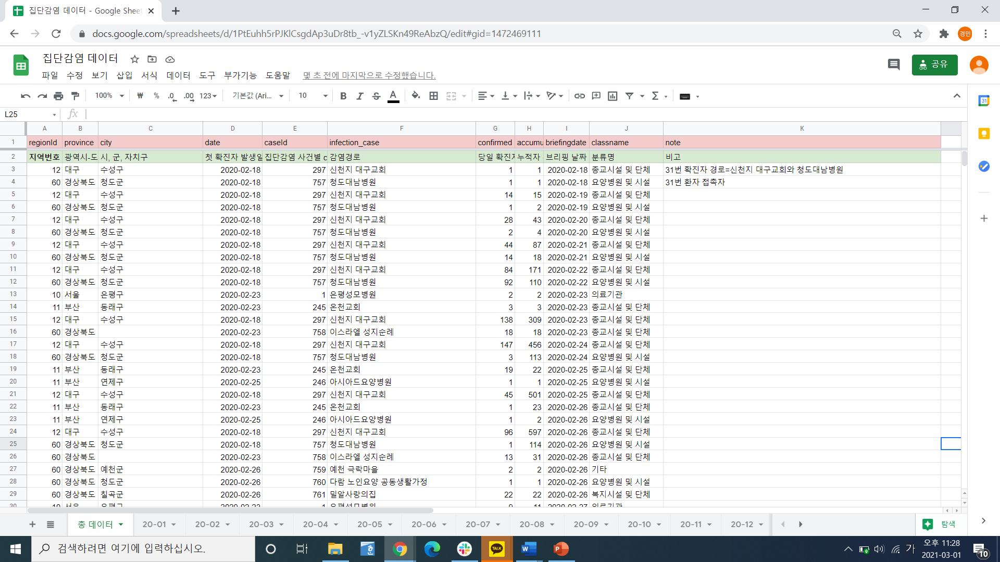 집단감염 데이터 - Google Sheet
docs.google.com/spreadsheets/d/1PtEuhh5rPJKlCsgdAp3uDr8tb_-v1yZLSKn49ReAbzQ/edit#gid=1472469111
경민
집단감염 데이터
공유
파일 수정 보기 삽입 서식 데이터 도구 부가기능 도움말 몇 초 전에 마지막으로 수정했습니다.
100% ₩ % .0 .00 123 기본값 (Ari... 10 B I S A Σ
31
L25 fx
A B C D E F G H I J K
1 regionId province city date caseId infection_case confirmed accumu briefingdate classname note
2 지역번호 광역시-도 시, 군, 자치구 첫 확진자 발생일 집단감염 사건별 c 감염경로 당일 확진자 누적자 브리핑 날짜 분류명 비고
3 12 대구 수성구 2020-02-18 297 신천지 대구교회 1 1 2020-02-18 종교시설 및 단체 31번 확진자 경로=신천지 대구교회와 청도대남병원
4 60 경상북도 청도군 2020-02-18 757 청도대남병원 1 1 2020-02-18 요양병원 및 시설 31번 환자 접촉자
5 12 대구 수성구 2020-02-18 297 신천지 대구교회 14 15 2020-02-19 종교시설 및 단체
6 60 경상북도 청도군 2020-02-18 757 청도대남병원 1 2 2020-02-19 요양병원 및 시설
7 12 대구 수성구 2020-02-18 297 신천지 대구교회 28 43 2020-02-20 종교시설 및 단체
8 60 경상북도 청도군 2020-02-18 757 청도대남병원 2 4 2020-02-20 요양병원 및 시설
9 12 대구 수성구 2020-02-18 297 신천지 대구교회 44 87 2020-02-21 종교시설 및 단체
10 60 경상북도 청도군 2020-02-18 757 청도대남병원 14 18 2020-02-21 요양병원 및 시설
11 12 대구 수성구 2020-02-18 297 신천지 대구교회 84 171 2020-02-22 종교시설 및 단체
12 60 경상북도 청도군 2020-02-18 757 청도대남병원 92 110 2020-02-22 요양병원 및 시설
13 10 서울 은평구 2020-02-23 1 은평성모병원 2 2 2020-02-23 의료기관
14 11 부산 동래구 2020-02-23 245 온천교회 3 3 2020-02-23 종교시설 및 단체
15 12 대구 수성구 2020-02-18 297 신천지 대구교회 138 309 2020-02-23 종교시설 및 단체
16 60 경상북도 2020-02-23 758 이스라엘 성지순례 18 18 2020-02-23 종교시설 및 단체
17 12 대구 수성구 2020-02-18 297 신천지 대구교회 147 456 2020-02-24 종교시설 및 단체
18 60 경상북도 청도군 2020-02-18 757 청도대남병원 3 113 2020-02-24 요양병원 및 시설
19 11 부산 동래구 2020-02-23 245 온천교회 19 22 2020-02-25 종교시설 및 단체
20 11 부산 연제구 2020-02-25 246 아시아드요양병원 1 1 2020-02-25 요양병원 및 시설
21 12 대구 수성구 2020-02-18 297 신천지 대구교회 45 501 2020-02-25 종교시설 및 단체
22 11 부산 동래구 2020-02-23 245 온천교회 1 23 2020-02-26 종교시설 및 단체
23 11 부산 연제구 2020-02-25 246 아시아드요양병원 1 2 2020-02-26 요양병원 및 시설
24 12 대구 수성구 2020-02-18 297 신천지 대구교회 96 597 2020-02-26 종교시설 및 단체
25 60 경상북도 청도군 2020-02-18 757 청도대남병원 1 114 2020-02-26 요양병원 및 시설
26 60 경상북도 2020-02-23 758 이스라엘 성지순례 13 31 2020-02-26 종교시설 및 단체
27 60 경상북도 예천군 2020-02-26 759 예천 극락마을 2 2 2020-02-26 기타
28 60 경상북도 청도군 2020-02-26 760 다람 노인요양 공동생활가정 1 1 2020-02-26 요양병원 및 시설
29 60 경상북도 칠곡군 2020-02-26 761 밀알사랑의집 22 22 2020-02-26 복지시설 및 단체
30 10 서울 은평구 2020-02-23 1 은평성모병원 9 11 2020-02-27 의료기관
총 데이터 20-01 20-02 20-03 20-04 20-05 20-06 20-07 20-08 20-09 20-10 20-11 20-12 탐색
검색하려면 여기에 입력하십시오.
TALK
가
오후 11:28
2021-03-01
10